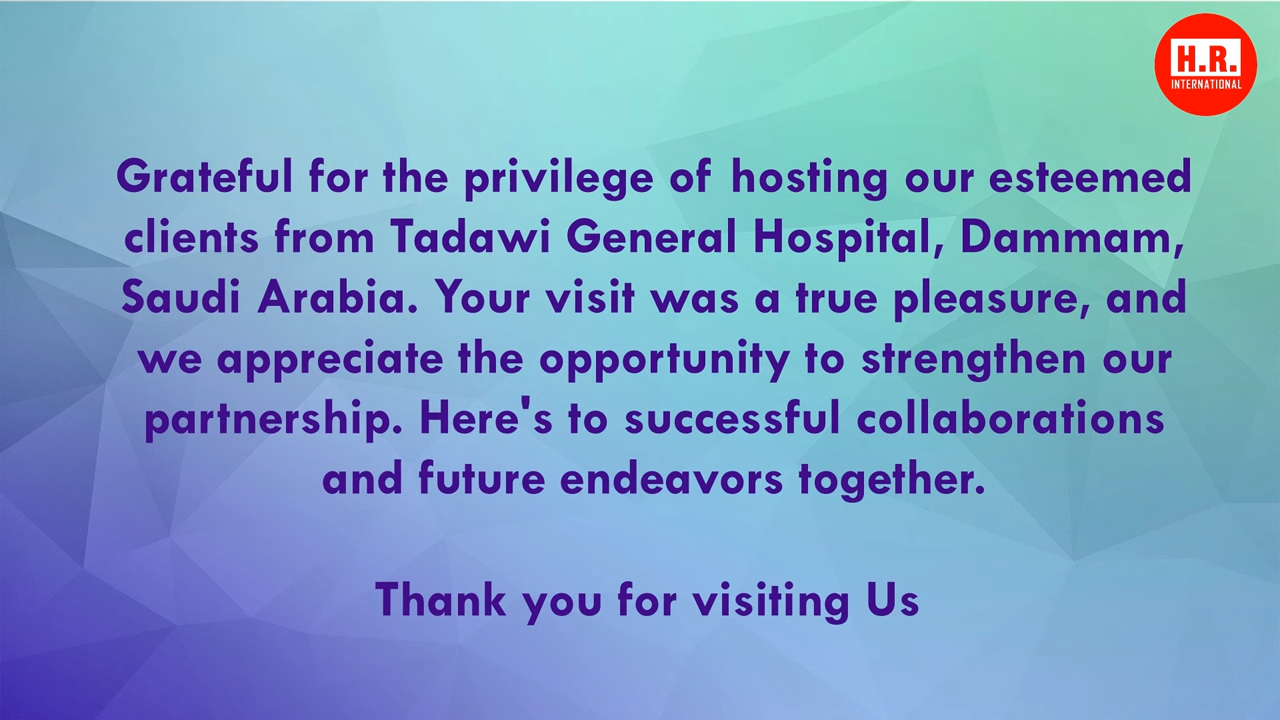 H.R.
INTERNATIONAL
Grateful for the privilege of hosting our esteemed
clients from Tadawi General Hospital, Dammam,
Saudi Arabia. Your visit was a true pleasure, and
we appreciate the opportunity to strengthen our
partnership. Here's to successful collaborations
and future endeavors together.
Thank you for visiting Us